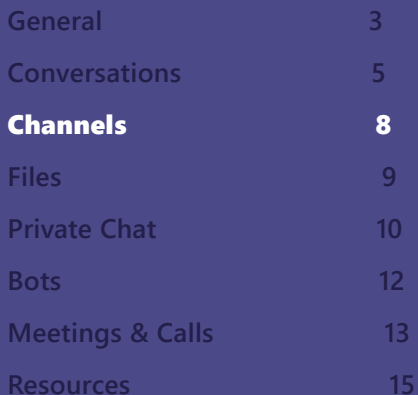 General 3
Conversations 5
Channels 8
Files 9
Private Chat 10
Bots 12
Meetings & Calls 13
Resources 15